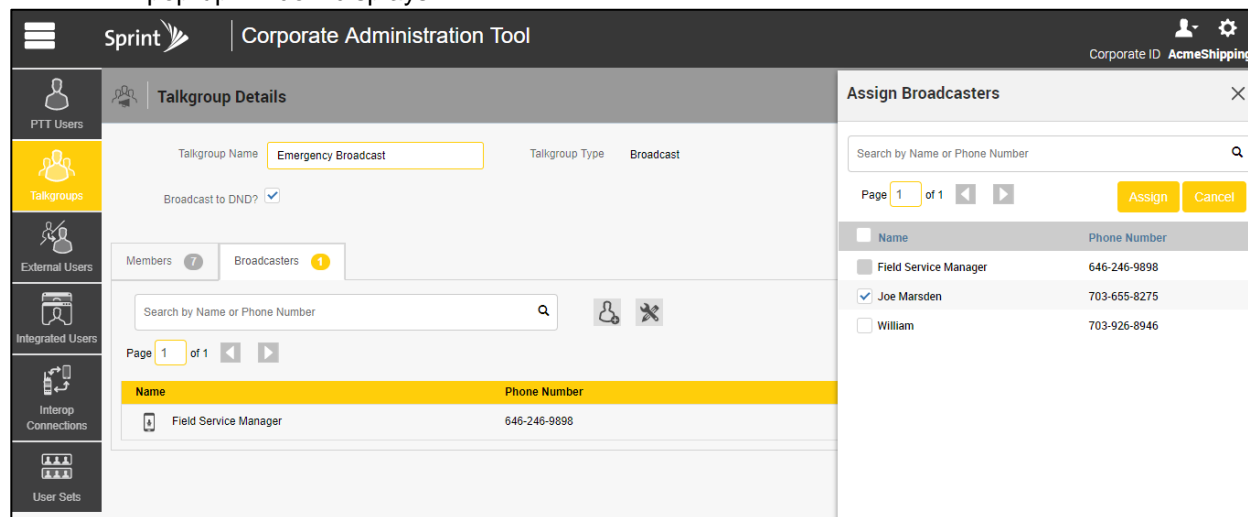 Sprint Corporate Administration Tool
Corporate ID AcmeShipping
PTT Users
Talkgroups
External Users
Integrated Users
Interop
Connections
User Sets
Talkgroup Details
Talkgroup Name Emergency Broadcast Talkgroup Type Broadcast
Broadcast to DND?
Members 7 Broadcasters 1
Search by Name or Phone Number
Page 1 of 1
Name Phone Number
Field Service Manager 646-246-9898
Assign Broadcasters
Search by Name or Phone Number
Page 1 of 1 Assign Cancel
Name Phone Number
Field Service Manager 646-246-9898
Joe Marsden 703-655-8275
William 703-926-8946